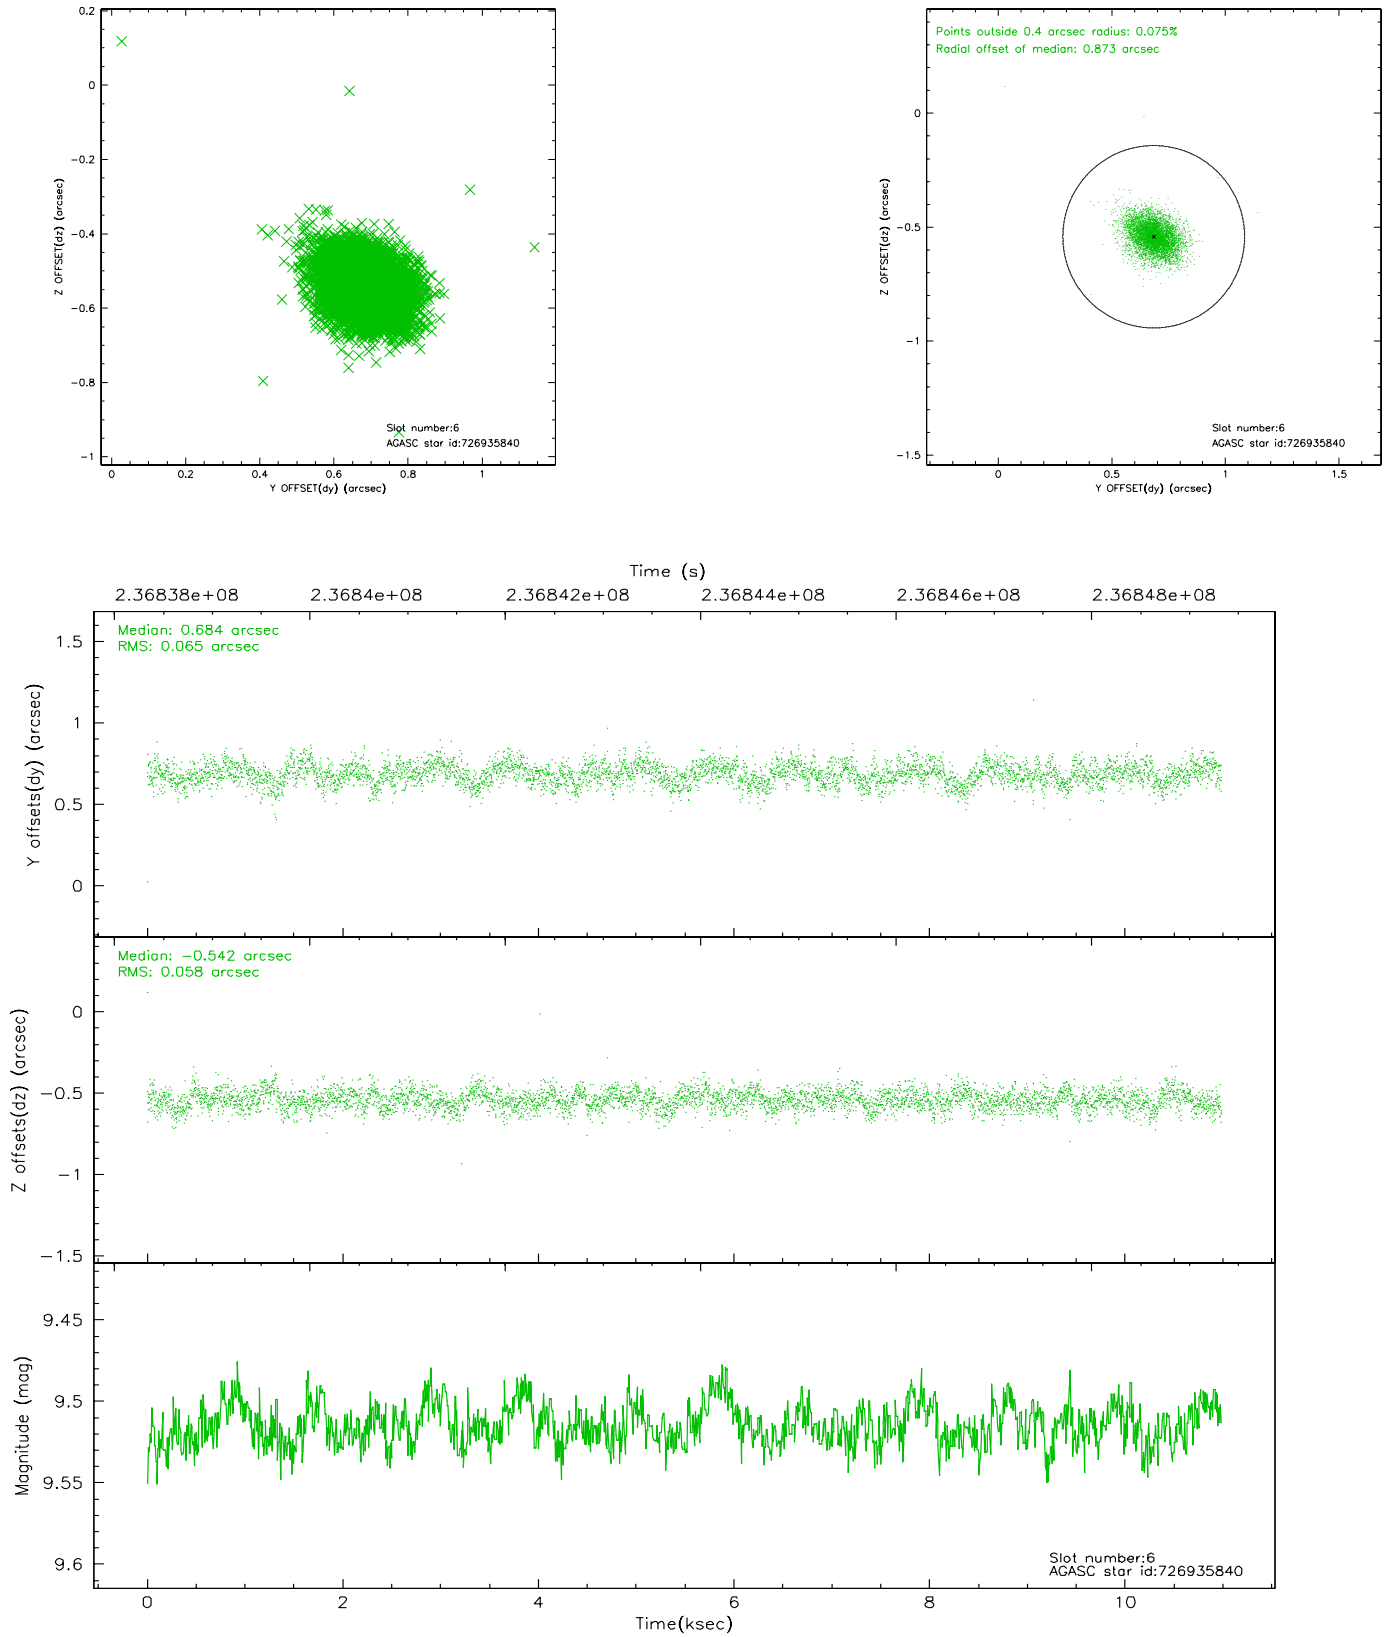 0.2
0
−0.2
−0.4
−0.6
−0.8
−1
Z OFFSET(dz) (arcsec)
Slot number:6
AGASC star id:726935840
0 0.2 0.4 0.6 0.8 1
Y OFFSET(dy) (arcsec)
Points outside 0.4 arcsec radius: 0.075%
Radial offset of median: 0.873 arcsec
0
−0.5
−1
−1.5
Z OFFSET(dz) (arcsec)
Slot number:6
AGASC star id:726935840
0 0.5 1 1.5
Y OFFSET(dy) (arcsec)
Time (s)
2.36838e+08 2.3684e+08 2.36842e+08 2.36844e+08 2.36846e+08 2.36848e+08
Median: 0.684 arcsec
RMS: 0.065 arcsec
1.5
1
0.5
0
Y offsets(dy) (arcsec)
Median: −0.542 arcsec
RMS: 0.058 arcsec
0
−0.5
−1
−1.5
Z offsets(dz) (arcsec)
9.45
9.5
9.55
9.6
Magnitude (mag)
Slot number:6
AGASC star id:726935840
0 2 4 6 8 10
Time(ksec)